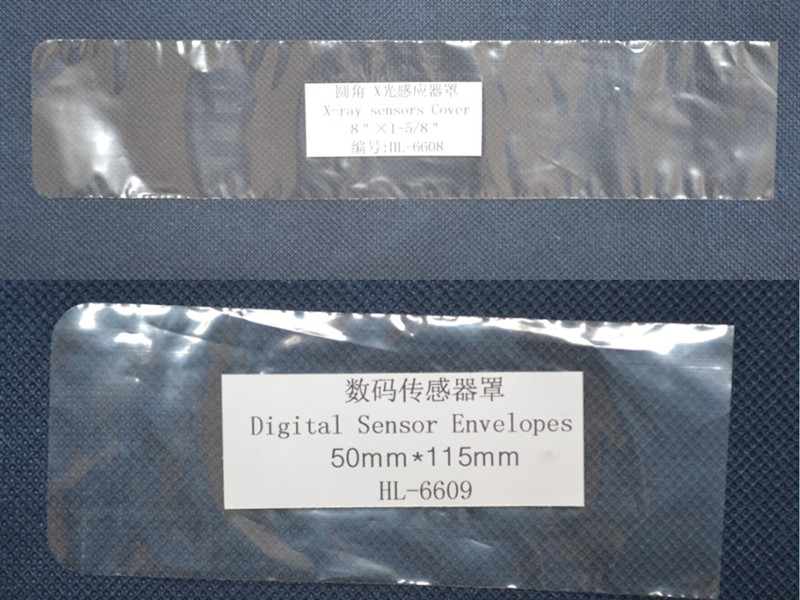 圆角 X光感应器罩
X-ray sensors Cover
8"×1-5/8"
编号:HL-6608
数码传感器罩
Digital Sensor Envelopes
50mm*115mm
HL-6609